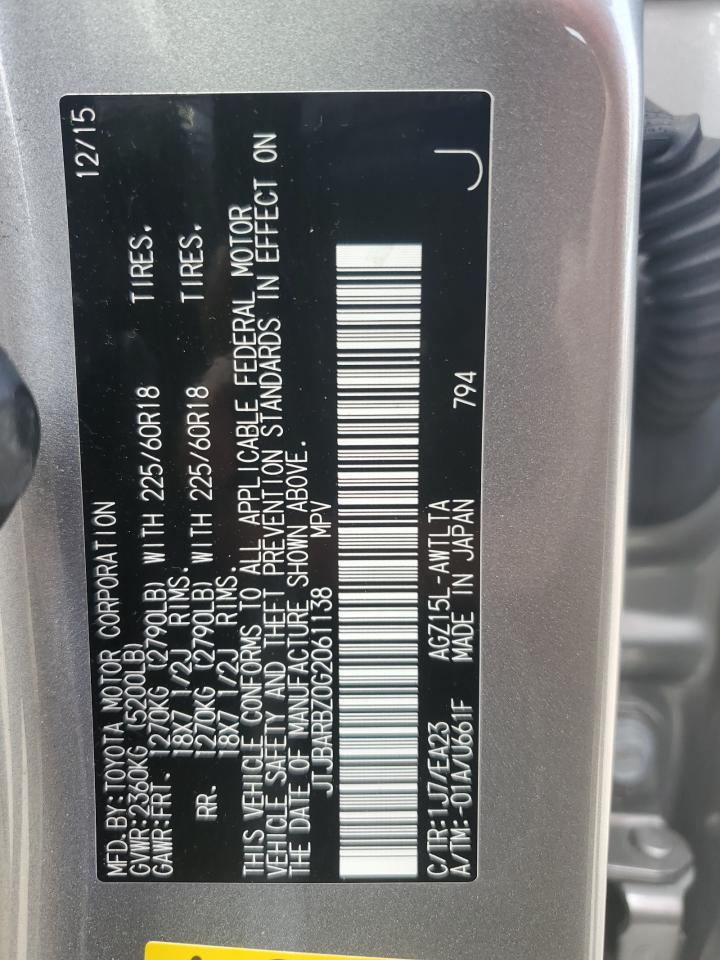 MFD.BY:TOYOTA MOTOR CORPORATION 12/15
GVWR:2360KG (5200LB)
GAWR:FRT. 1270KG (2790LB) WITH 225/60R18 TIRES.
18X7 1/2J RIMS.
RR. 1270KG (2790LB) WITH 225/60R18 TIRES.
18X7 1/2J RIMS.
THIS VEHICLE CONFORMS TO ALL APPLICABLE FEDERAL MOTOR
VEHICLE SAFETY AND THEFT PREVENTION STANDARDS IN EFFECT ON
THE DATE OF MANUFACTURE SHOWN ABOVE.
JTJBARBZ0G2061138 MPV
C/TR:1J7/EA23 AGZ15L-AWTLTA
A/TM:-01A/U661F MADE IN JAPAN 794 J